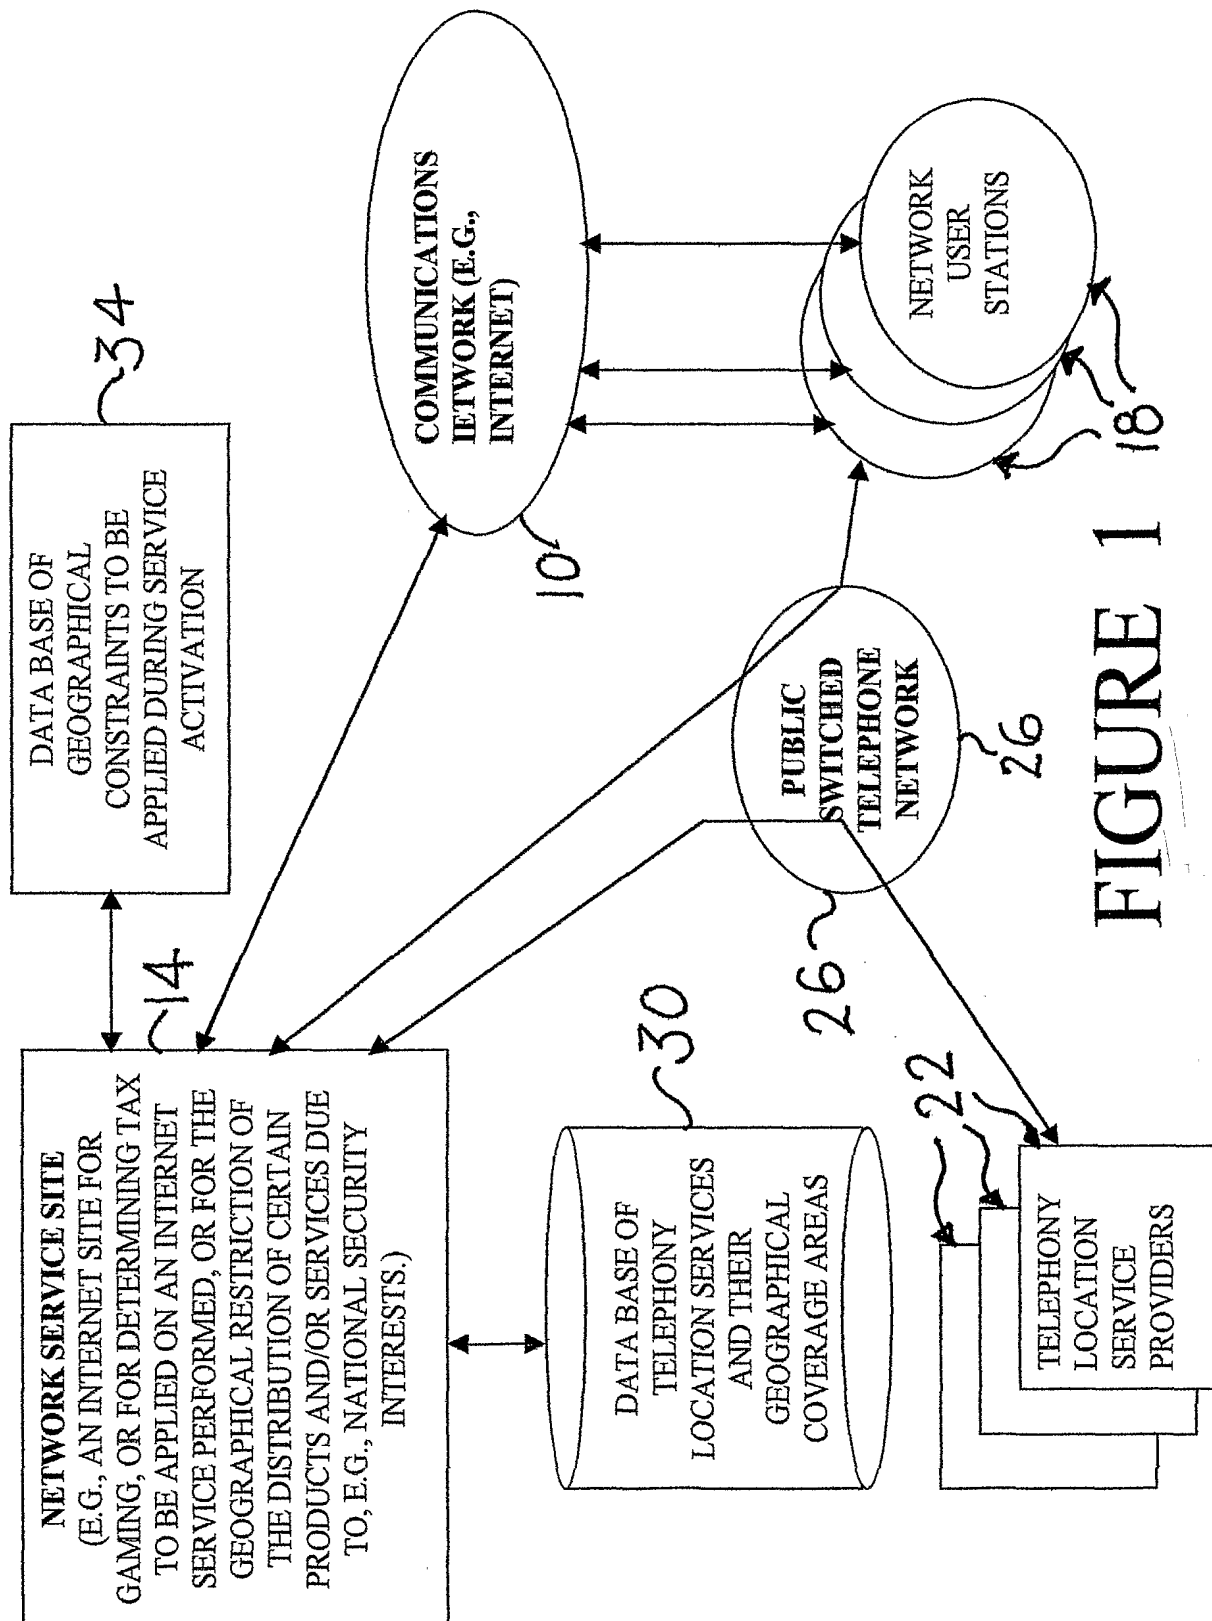 NETWORK SERVICE SITE
(E.G., AN INTERNET SITE FOR
GAMING, OR FOR DETERMINING TAX
TO BE APPLIED ON AN INTERNET
SERVICE PERFORMED, OR FOR THE
GEOGRAPHICAL RESTRICTION OF
THE DISTRIBUTION OF CERTAIN
PRODUCTS AND/OR SERVICES DUE
TO, E.G., NATIONAL SECURITY
INTERESTS.)
14
DATA BASE OF
GEOGRAPHICAL
CONSTRAINTS TO BE
APPLIED DURING SERVICE
ACTIVATION
34
COMMUNICATIONS
IETWORK (E.G.,
INTERNET)
10
DATA BASE OF
TELEPHONY
LOCATION SERVICES
AND THEIR
GEOGRAPHICAL
COVERAGE AREAS
30
PUBLIC
SWITCHED
TELEPHONE
NETWORK
26
26
NETWORK
USER
STATIONS
18
TELEPHONY
LOCATION
SERVICE
PROVIDERS
22
FIGURE 1